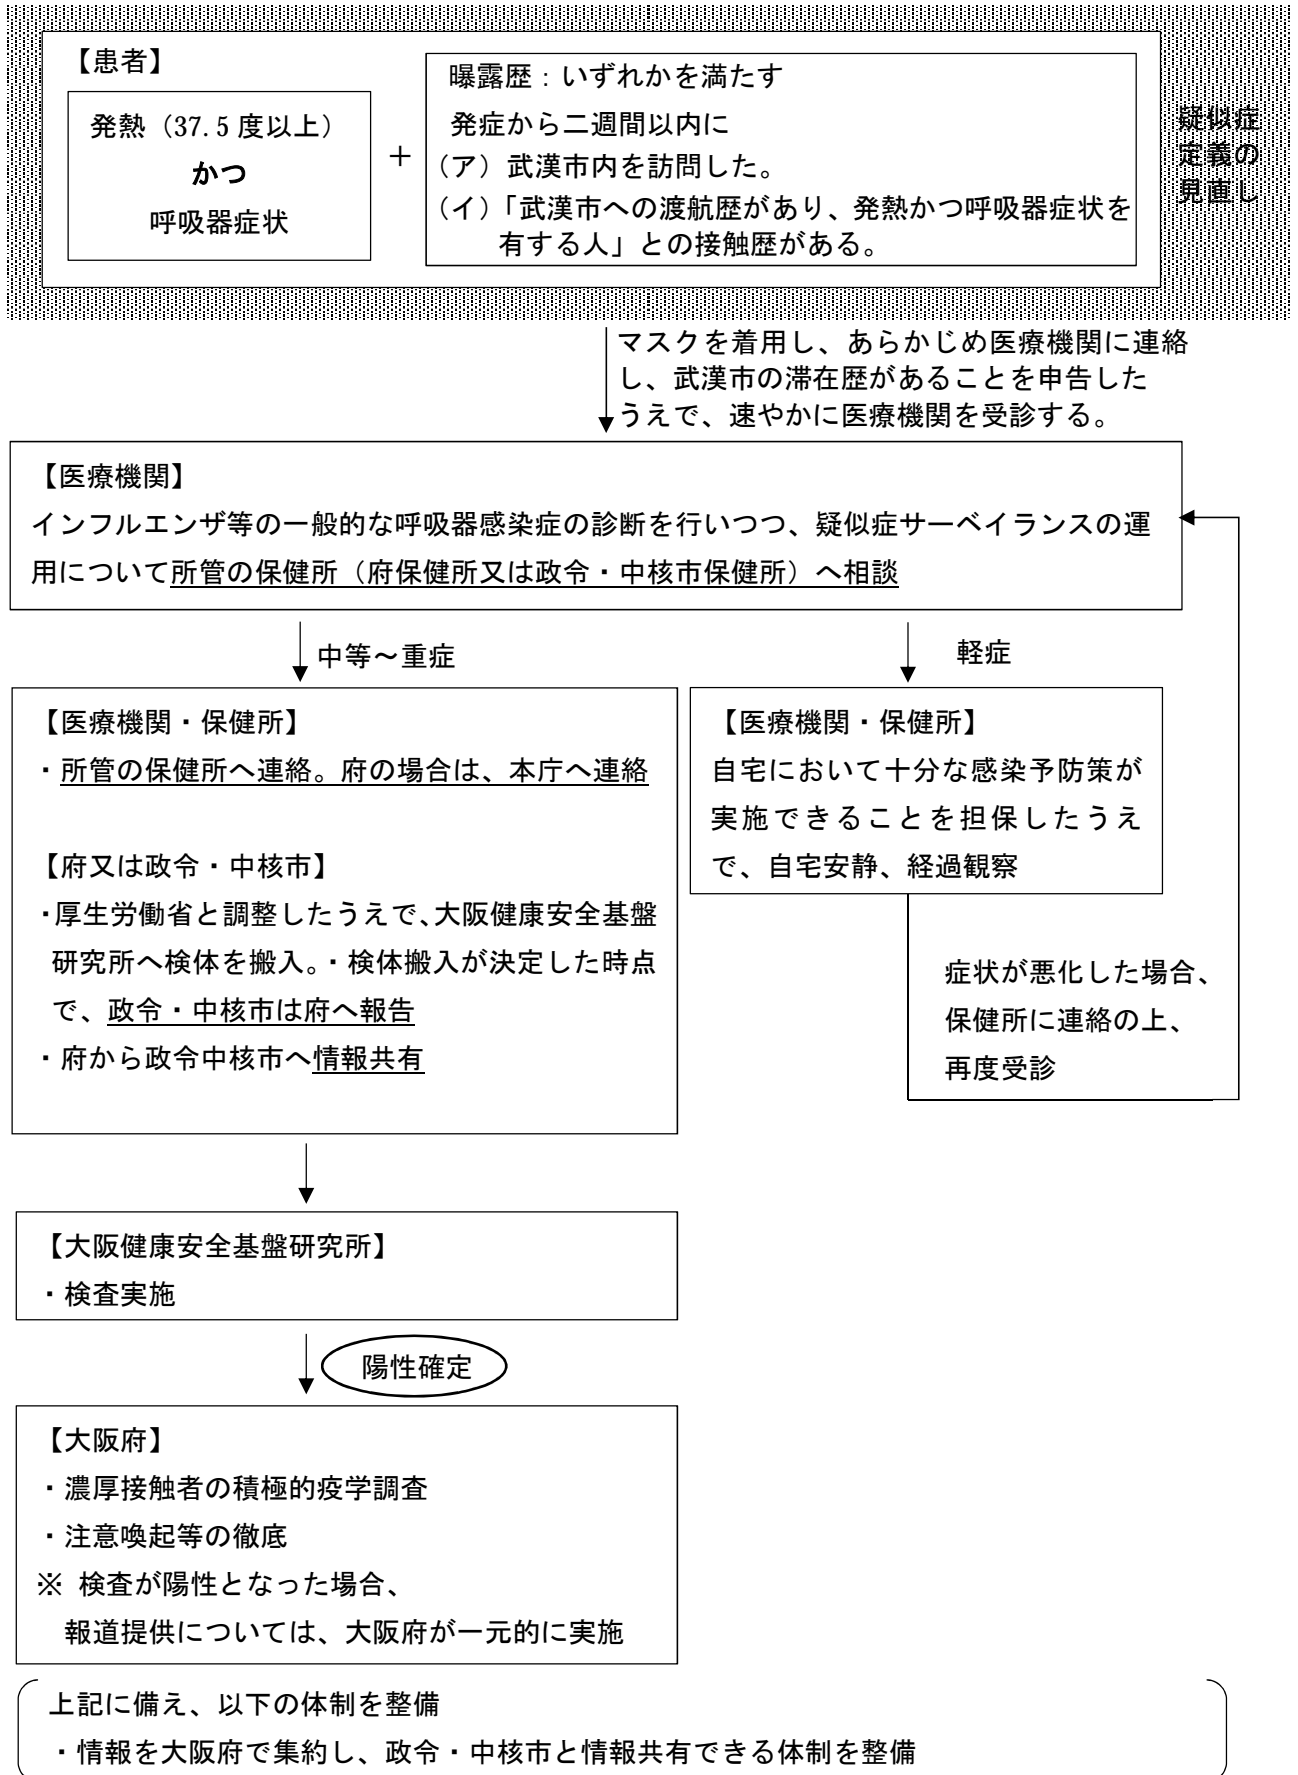 【患者】
発熱（37.5度以上）
かつ
呼吸器症状
＋
曝露歴：いずれかを満たす
発症から二週間以内に
（ア）武漢市内を訪問した。
（イ）「武漢市への渡航歴があり、発熱かつ呼吸器症状を
有する人」との接触歴がある。
疑似症
定義の
見直し
マスクを着用し、あらかじめ医療機関に連絡
し、武漢市の滞在歴があることを申告した
うえで、速やかに医療機関を受診する。
【医療機関】
インフルエンザ等の一般的な呼吸器感染症の診断を行いつつ、疑似症サーベイランスの運
用について所管の保健所（府保健所又は政令・中核市保健所）へ相談
中等～重症
軽症
【医療機関・保健所】
・所管の保健所へ連絡。府の場合は、本庁へ連絡
【府又は政令・中核市】
・厚生労働省と調整したうえで、大阪健康安全基盤
研究所へ検体を搬入。・検体搬入が決定した時点
で、政令・中核市は府へ報告
・府から政令中核市へ情報共有
【医療機関・保健所】
自宅において十分な感染予防策が
実施できることを担保したうえ
で、自宅安静、経過観察
症状が悪化した場合、
保健所に連絡の上、
再度受診
【大阪健康安全基盤研究所】
・検査実施
陽性確定
【大阪府】
・濃厚接触者の積極的疫学調査
・注意喚起等の徹底
※ 検査が陽性となった場合、
報道提供については、大阪府が一元的に実施
上記に備え、以下の体制を整備
・情報を大阪府で集約し、政令・中核市と情報共有できる体制を整備